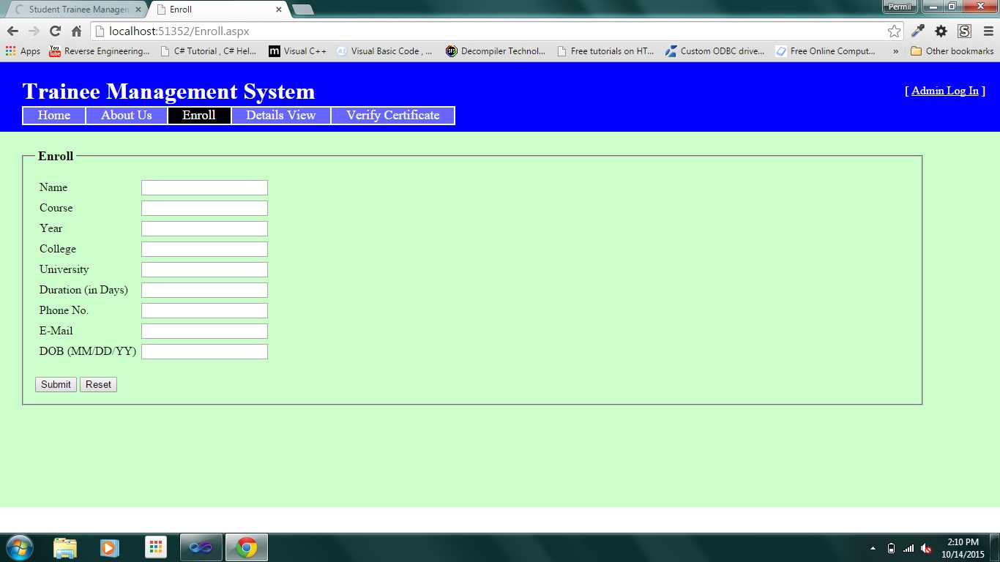 Student Trainee Managem
Enroll
Permil
localhost:51352/Enroll.aspx
Apps
You Tube
Reverse Engineering...
C# Tutorial , C# Hel...
m
Visual C++
Visual Basic Code , ...
SFS
Decompiler Technol...
Free tutorials on HT...
Custom ODBC drive...
Free Online Comput...
»
Other bookmarks
Trainee Management System
[ Admin Log In ]
Home
About Us
Enroll
Details View
Verify Certificate
Enroll
Name
Course
Year
College
University
Duration (in Days)
Phone No.
E-Mail
DOB (MM/DD/YY)
Submit
Reset
2:10 PM
10/14/2015